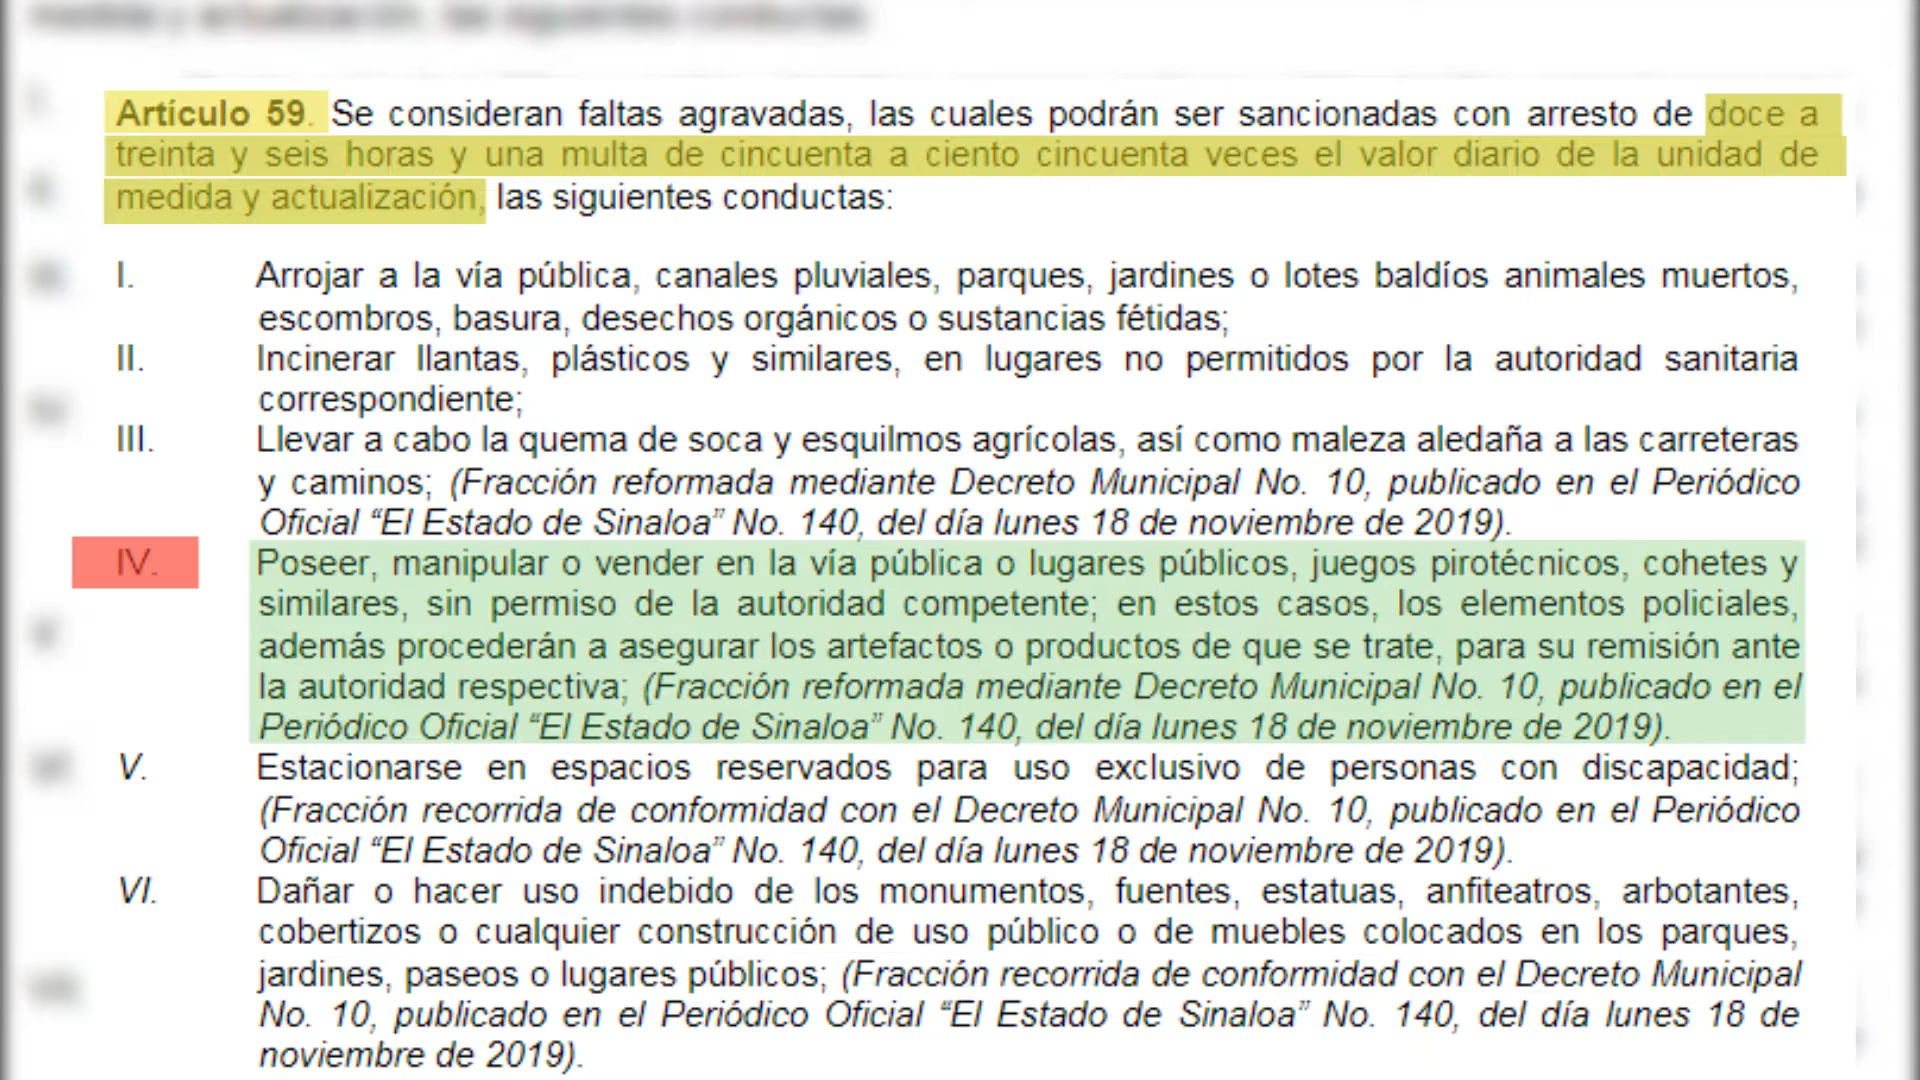 Artículo 59. Se consideran faltas agravadas, las cuales podrán ser sancionadas con arresto de doce a
treinta y seis horas y una multa de cincuenta a ciento cincuenta veces el valor diario de la unidad de
medida y actualización, las siguientes conductas:
I. Arrojar a la vía pública, canales pluviales, parques, jardines o lotes baldíos animales muertos,
escombros, basura, desechos orgánicos o sustancias fétidas;
II. Incinerar llantas, plásticos y similares, en lugares no permitidos por la autoridad sanitaria
correspondiente;
III. Llevar a cabo la quema de soca y esquilmos agrícolas, así como maleza aledaña a las carreteras
y caminos; (Fracción reformada mediante Decreto Municipal No. 10, publicado en el Periódico
Oficial “El Estado de Sinaloa” No. 140, del día lunes 18 de noviembre de 2019).
IV. Poseer, manipular o vender en la vía pública o lugares públicos, juegos pirotécnicos, cohetes y
similares, sin permiso de la autoridad competente; en estos casos, los elementos policiales,
además procederán a asegurar los artefactos o productos de que se trate, para su remisión ante
la autoridad respectiva; (Fracción reformada mediante Decreto Municipal No. 10, publicado en el
Periódico Oficial “El Estado de Sinaloa” No. 140, del día lunes 18 de noviembre de 2019).
V. Estacionarse en espacios reservados para uso exclusivo de personas con discapacidad;
(Fracción recorrida de conformidad con el Decreto Municipal No. 10, publicado en el Periódico
Oficial “El Estado de Sinaloa” No. 140, del día lunes 18 de noviembre de 2019).
VI. Dañar o hacer uso indebido de los monumentos, fuentes, estatuas, anfiteatros, arbotantes,
cobertizos o cualquier construcción de uso público o de muebles colocados en los parques,
jardines, paseos o lugares públicos; (Fracción recorrida de conformidad con el Decreto Municipal
No. 10, publicado en el Periódico Oficial “El Estado de Sinaloa” No. 140, del día lunes 18 de
noviembre de 2019).